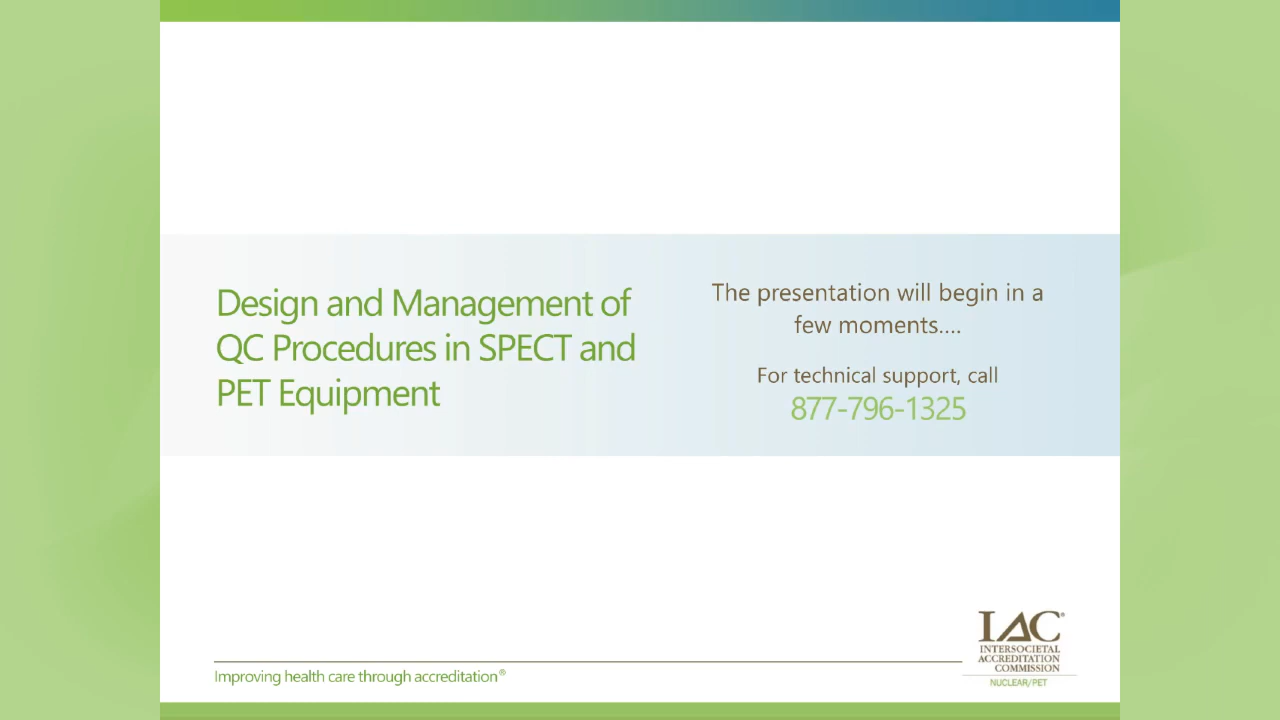 Design and Management of
QC Procedures in SPECT and
PET Equipment
The presentation will begin in a
few moments....
For technical support, call
877-796-1325
Improving health care through accreditation®
IAC®
INTERSOCIETAL
ACCREDITATION
COMMISSION
NUCLEAR/PET